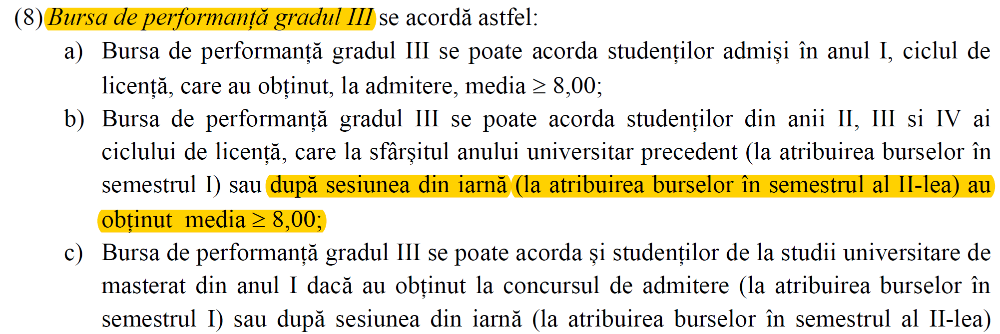 (8) Bursa de performanță gradul III se acordă astfel:
a) Bursa de performanță gradul III se poate acorda studenților admiși în anul I, ciclul de
licență, care au obținut, la admitere, media ≥ 8,00;
b) Bursa de performanță gradul III se poate acorda studenților din anii II, III si IV ai
ciclului de licență, care la sfârșitul anului universitar precedent (la atribuirea burselor în
semestrul I) sau după sesiunea din iarnă (la atribuirea burselor în semestrul al II-lea) au
obținut media ≥ 8,00;
c) Bursa de performanță gradul III se poate acorda și studenților de la studii universitare de
masterat din anul I dacă au obținut la concursul de admitere (la atribuirea burselor în
semestrul I) sau după sesiunea din iarnă (la atribuirea burselor în semestrul al II-lea)